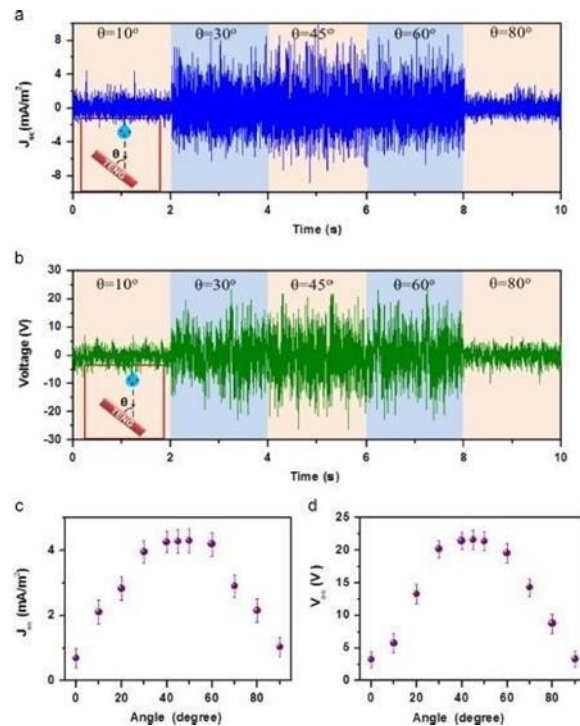 a
θ=10° θ=30° θ=45° θ=60° θ=80°
8
4
0
-4
-8
J (mA/m²)
θ
TENG
0 2 4 6 8 10
Time (s)
b
θ=10° θ=30° θ=45° θ=60° θ=80°
30
20
10
0
-10
-20
-30
Voltage (V)
θ
TENG
0 2 4 6 8 10
Time (s)
c
4
2
0
J (mA/m²)
0 20 40 60 80
Angle (degree)
d
25
20
15
10
5
0
V (V)
0 20 40 60 80
Angle (degree)